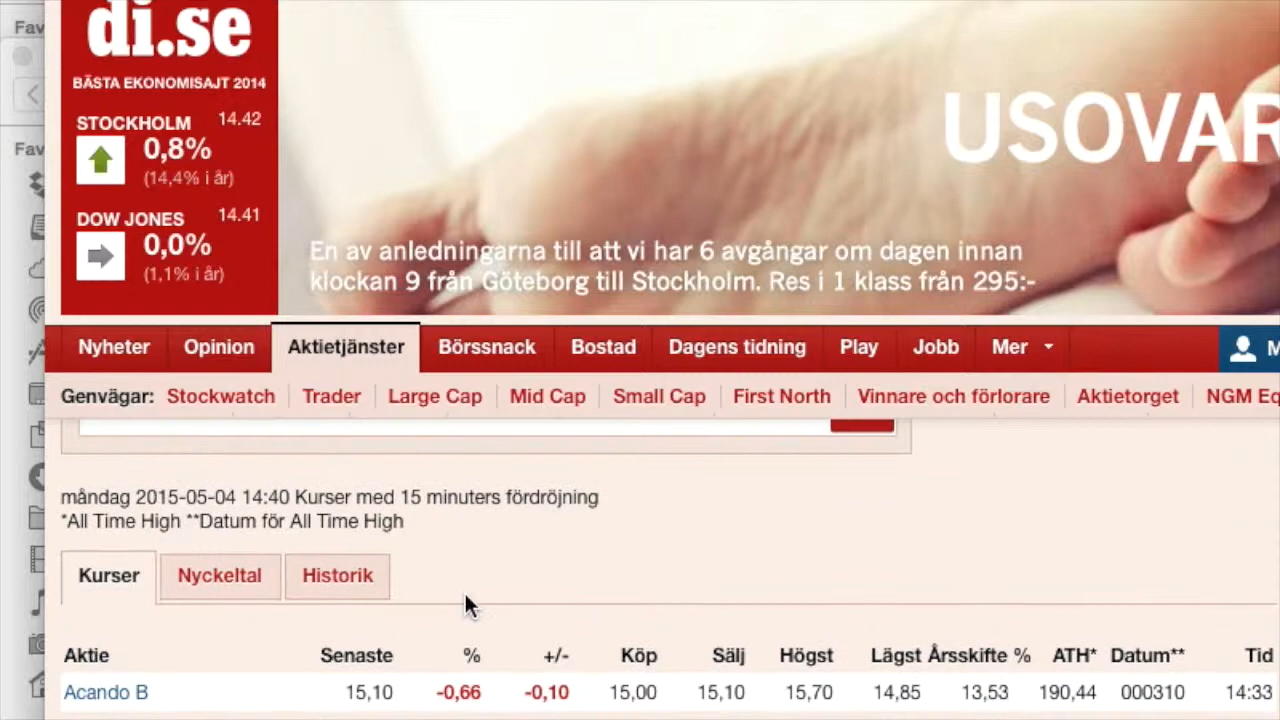 Fav
di.se
BÄSTA EKONOMISAJT 2014
STOCKHOLM 14.42
0,8%
(14,4% i år)
Fav
DOW JONES 14.41
0,0%
(1,1% i år)
USOVAR
En av anledningarna till att vi har 6 avgångar om dagen innan
klockan 9 från Göteborg till Stockholm. Res i 1 klass från 295:-
Nyheter Opinion Aktietjänster Börssnack Bostad Dagens tidning Play Jobb Mer M
Genvägar: Stockwatch Trader Large Cap Mid Cap Small Cap First North Vinnare och förlorare Aktietorget NGM Eq
måndag 2015-05-04 14:40 Kurser med 15 minuters fördröjning
*All Time High **Datum för All Time High
Kurser Nyckeltal Historik
Aktie Senaste % +/- Köp Sälj Högst Lägst Årsskifte % ATH* Datum** Tid
Acando B 15,10 -0,66 -0,10 15,00 15,10 15,70 14,85 13,53 190,44 000310 14:33